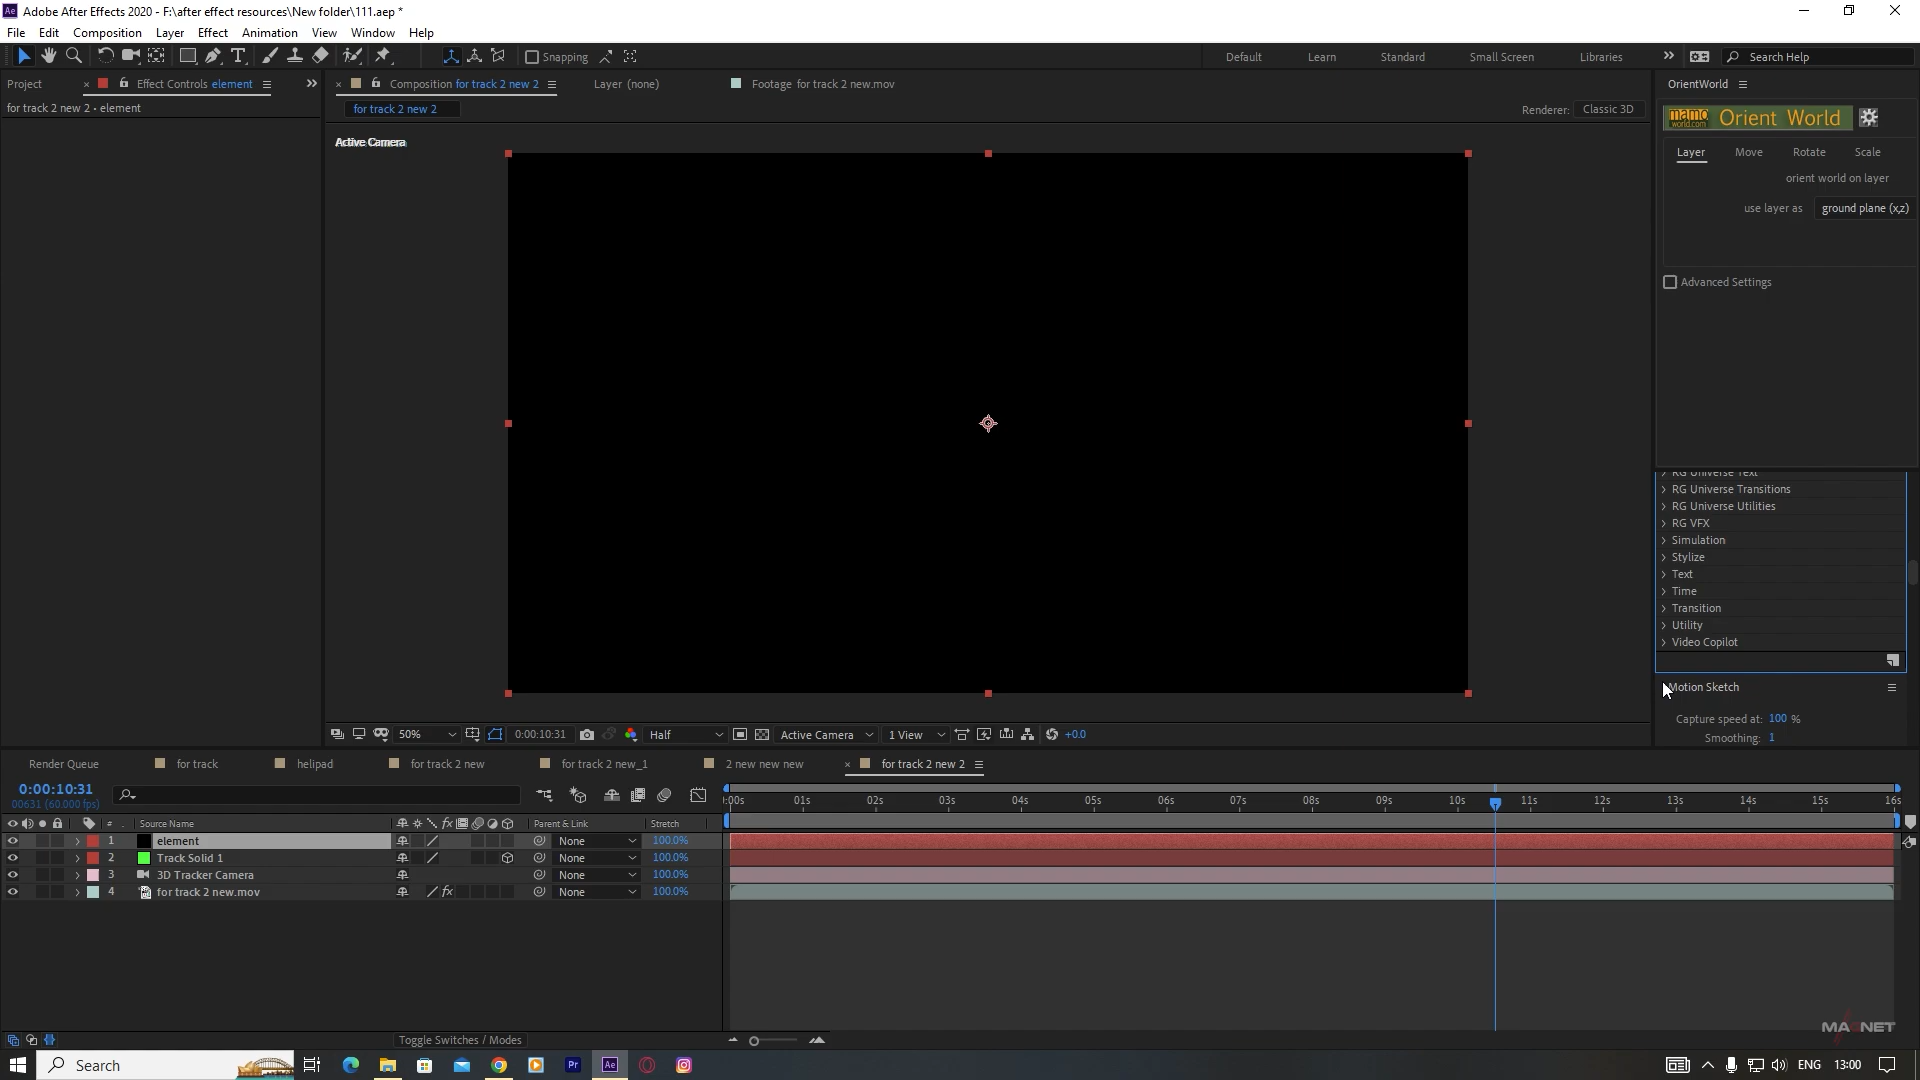 Ae Adobe After Effects 2020 - F:\after effect resources\New folder\111.aep *
File Edit Composition Layer Effect Animation View Window Help
Snapping
Default Learn Standard Small Screen Libraries Search Help
Project
Effect Controls element
for track 2 new 2 • element
Composition for track 2 new 2
Layer (none)
Footage for track 2 new.mov
for track 2 new 2
Renderer: Classic 3D
Active Camera
OrientWorld
mamo world.com Orient World
Layer Move Rotate Scale
orient world on layer
use layer as ground plane (x,z)
Advanced Settings
RG Universe Text
RG Universe Transitions
RG Universe Utilities
RG VFX
Simulation
Stylize
Text
Time
Transition
Utility
Video Copilot
Motion Sketch
Capture speed at: 100 %
Smoothing: 1
50% 0:00:10:31 Half Active Camera 1 View +0.0
Render Queue for track helipad for track 2 new for track 2 new_1 2 new new new for track 2 new 2
0:00:10:31
00631 (60.000 fps)
:00s 01s 02s 03s 04s 05s 06s 07s 08s 09s 10s 11s 12s 13s 14s 15s 16s
# Source Name fx Parent & Link Stretch
1 element None 100.0%
2 Track Solid 1 None 100.0%
3 3D Tracker Camera None 100.0%
4 for track 2 new.mov fx None 100.0%
Toggle Switches / Modes
Search Pr Ae ENG 13:00